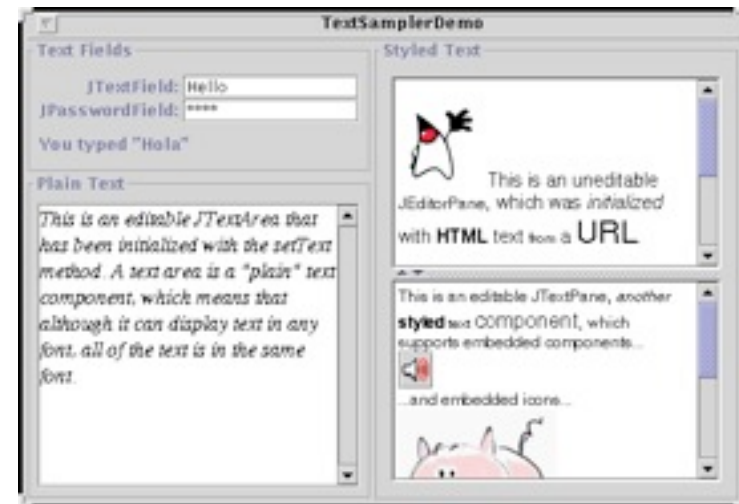 TextSamplerDemo
Text Fields
JTextField: Hello
JPasswordField: ****
You typed "Hola"
Plain Text
This is an editable JTextArea that
has been initialized with the setText
method. A text area is a "plain" text
component, which means that
although it can display text in any
font, all of the text is in the same
font.
Styled Text
This is an uneditable
JEditorPane, which was initialized
with HTML text from a URL
This is an editable JTextPane, another
styled text component, which
supports embedded components...
...and embedded icons...